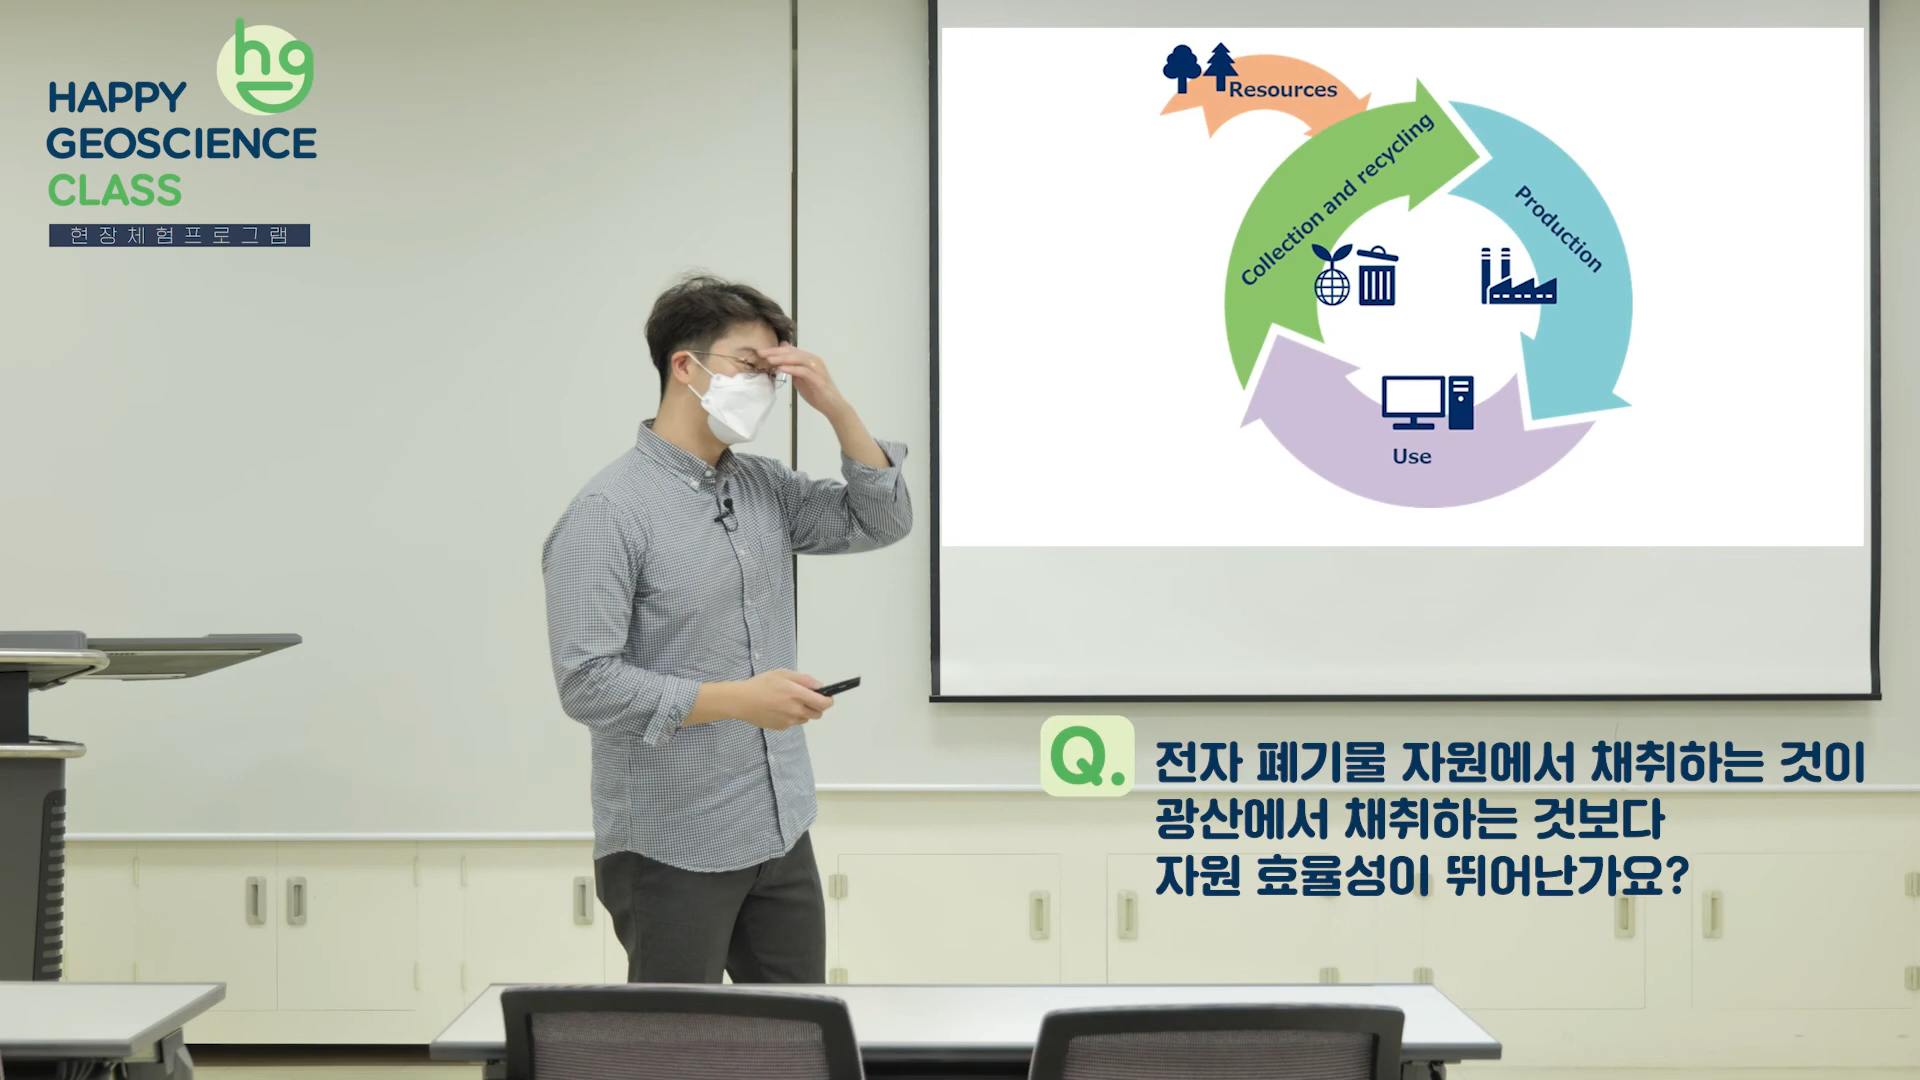 hg
HAPPY
GEOSCIENCE
CLASS
현장체험프로그램
Resources
Collection and recycling
Production
Use
Q. 전자 폐기물 자원에서 채취하는 것이
광산에서 채취하는 것보다
자원 효율성이 뛰어난가요?